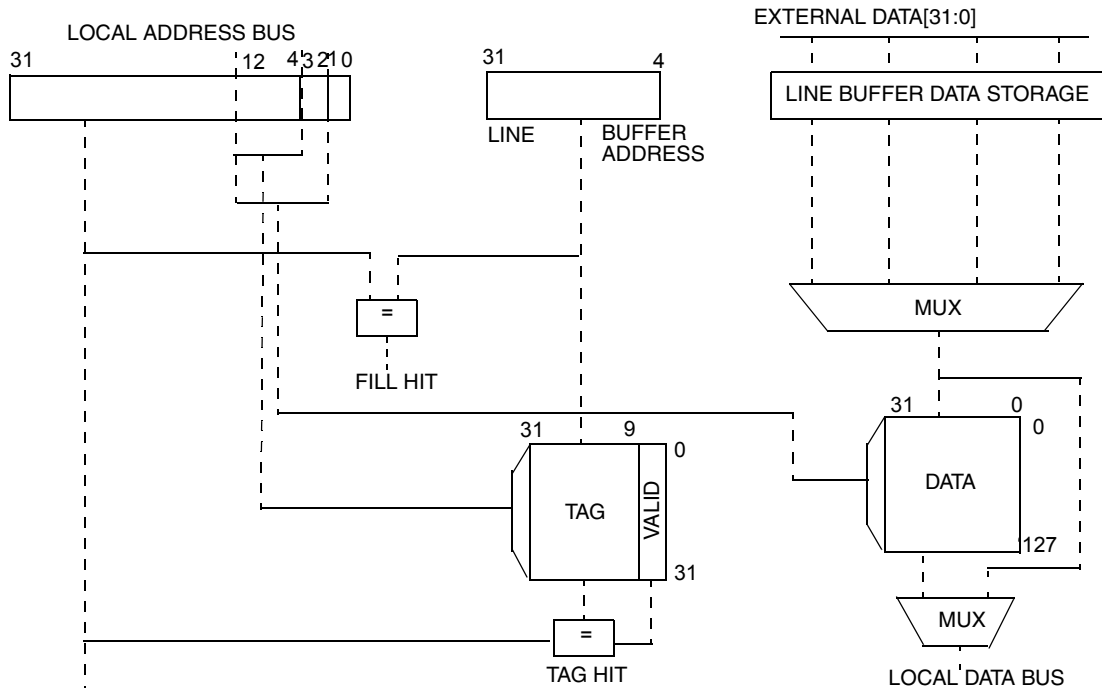 EXTERNAL DATA[31:0]
LOCAL ADDRESS BUS
31 12 4 3 2 1 0
31 4
LINE BUFFER DATA STORAGE
LINE BUFFER
ADDRESS
MUX
=
FILL HIT
31 0
0
31 9
0
TAG
VALID
DATA
127
31
=
MUX
TAG HIT
LOCAL DATA BUS